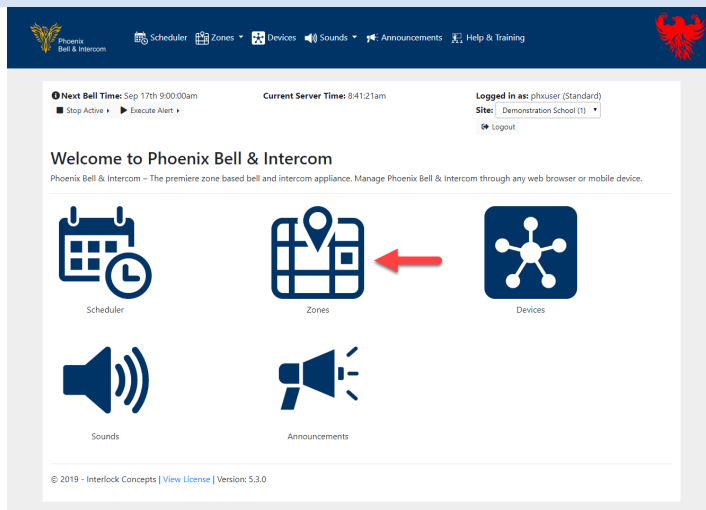 Phoenix
Bell & Intercom
Scheduler Zones Devices Sounds Announcements Help & Training
Next Bell Time: Sep 17th 9:00:00am Current Server Time: 8:41:21am Logged in as: phxuser (Standard)
Stop Active Execute Alert Site: Demonstration School (1)
Logout
Welcome to Phoenix Bell & Intercom
Phoenix Bell & Intercom – The premiere zone based bell and intercom appliance. Manage Phoenix Bell & Intercom through any web browser or mobile device.
Scheduler Zones Devices
Sounds Announcements
© 2019 - Interlock Concepts | View License | Version: 5.3.0